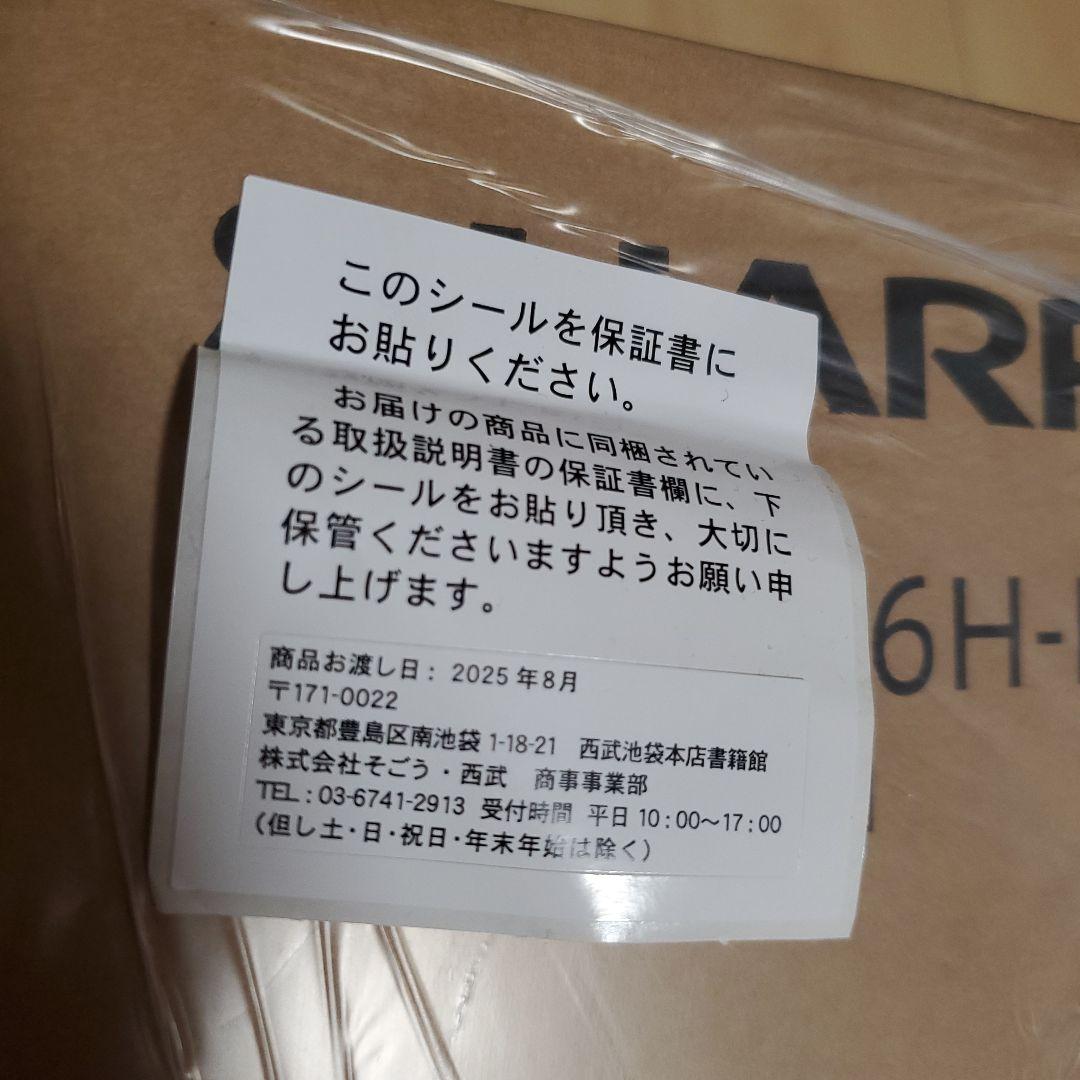 SHARP
このシールを保証書に
お貼りください。
お届けの商品に同梱されてい
る取扱説明書の保証書欄に、下
のシールをお貼り頂き、大切に
保管くださいますようお願い申
し上げます。
6H-
商品お渡し日： 2025 年8月
〒171-0022
東京都豊島区南池袋 1-18-21 西武池袋本店書籍館
株式会社そごう・西武 商事事業部
TEL：03-6741-2913 受付時間 平日 10：00～17：00
（但し土・日・祝日・年末年始は除く）